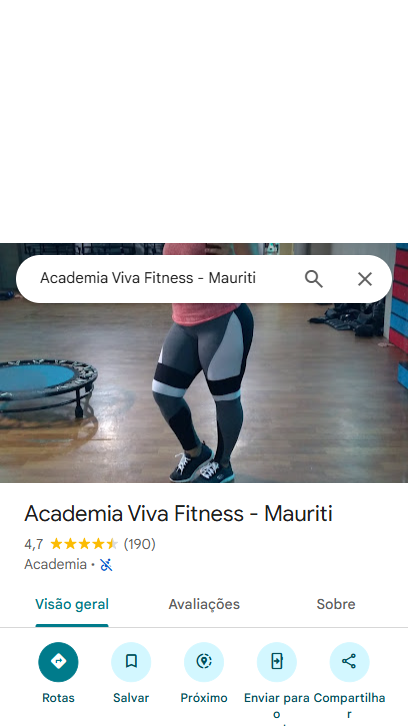 Academia Viva Fitness - Mauriti
Academia Viva Fitness - Mauriti
4,7 (190)
Academia ·
Visão geral Avaliações Sobre
Rotas Salvar Próximo Enviar para Compartilha
o r